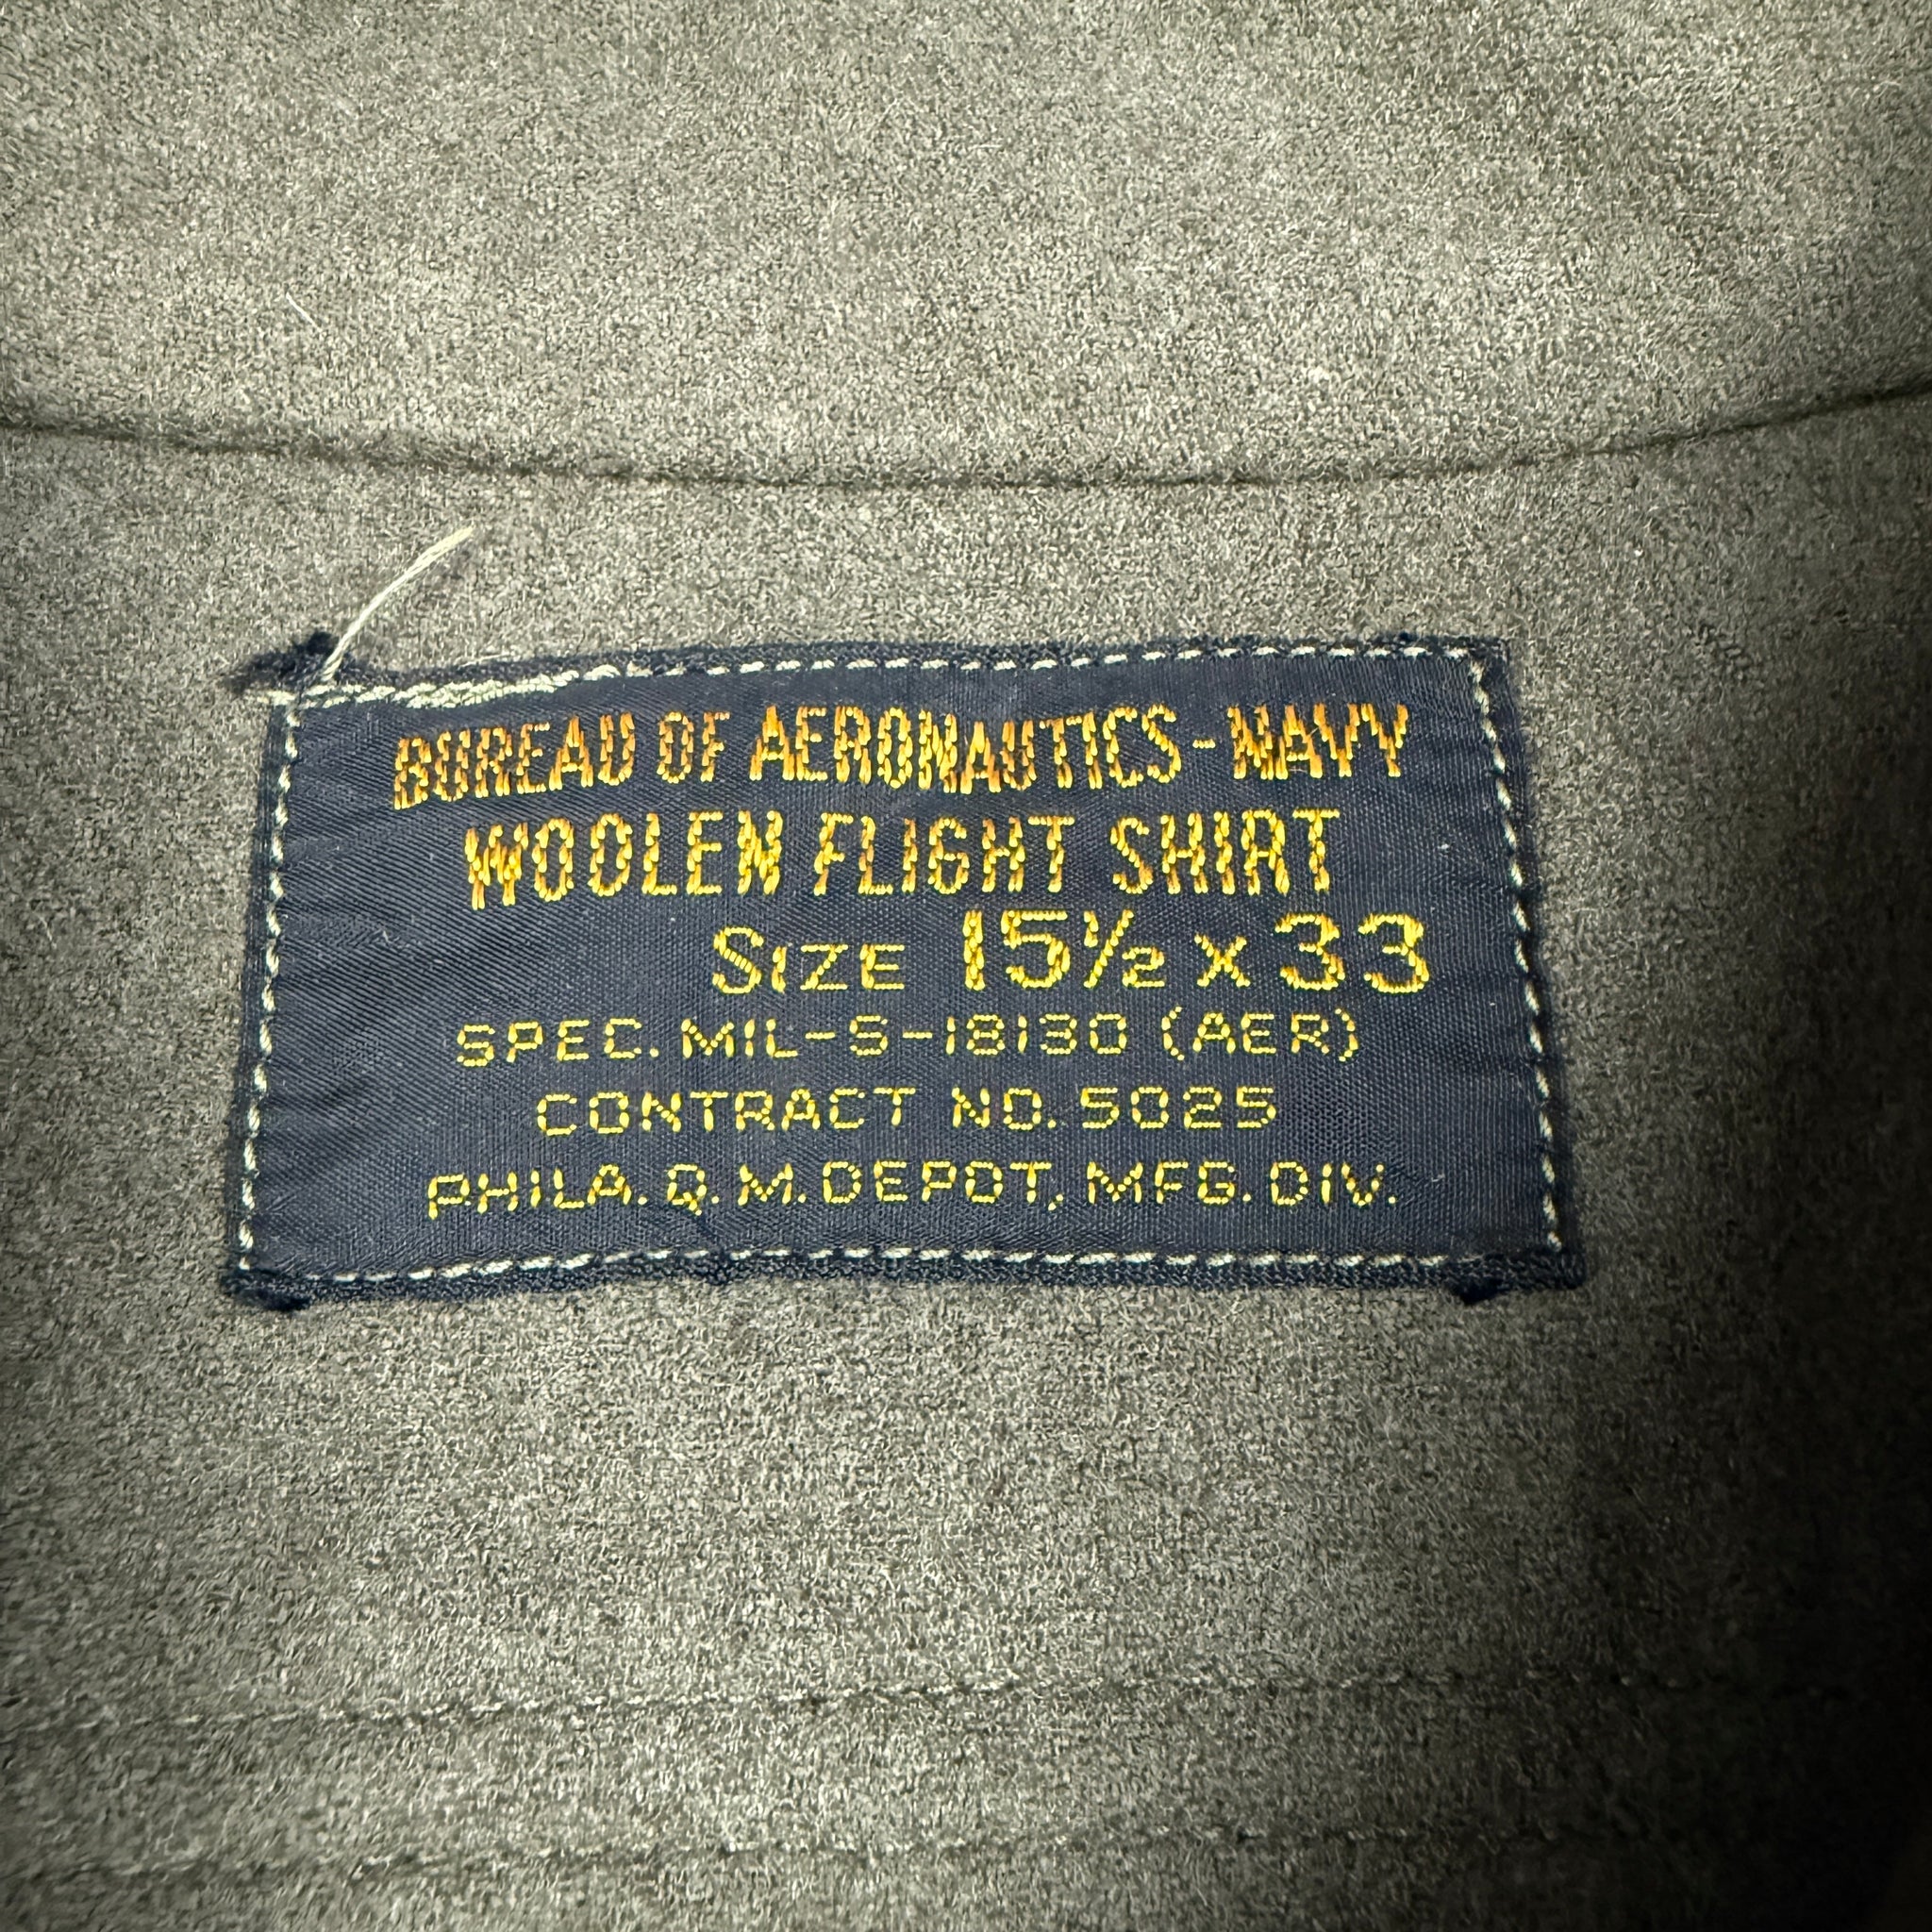 BUREAU OF AERONAUTICS-NAVY
WOOLEN FLIGHT SHIRT
SIZE 15½ x 33
SPEC. MIL-S-18130 (AER)
CONTRACT NO. 5025
PHILA. Q. M. DEPOT, MFG. DIV.